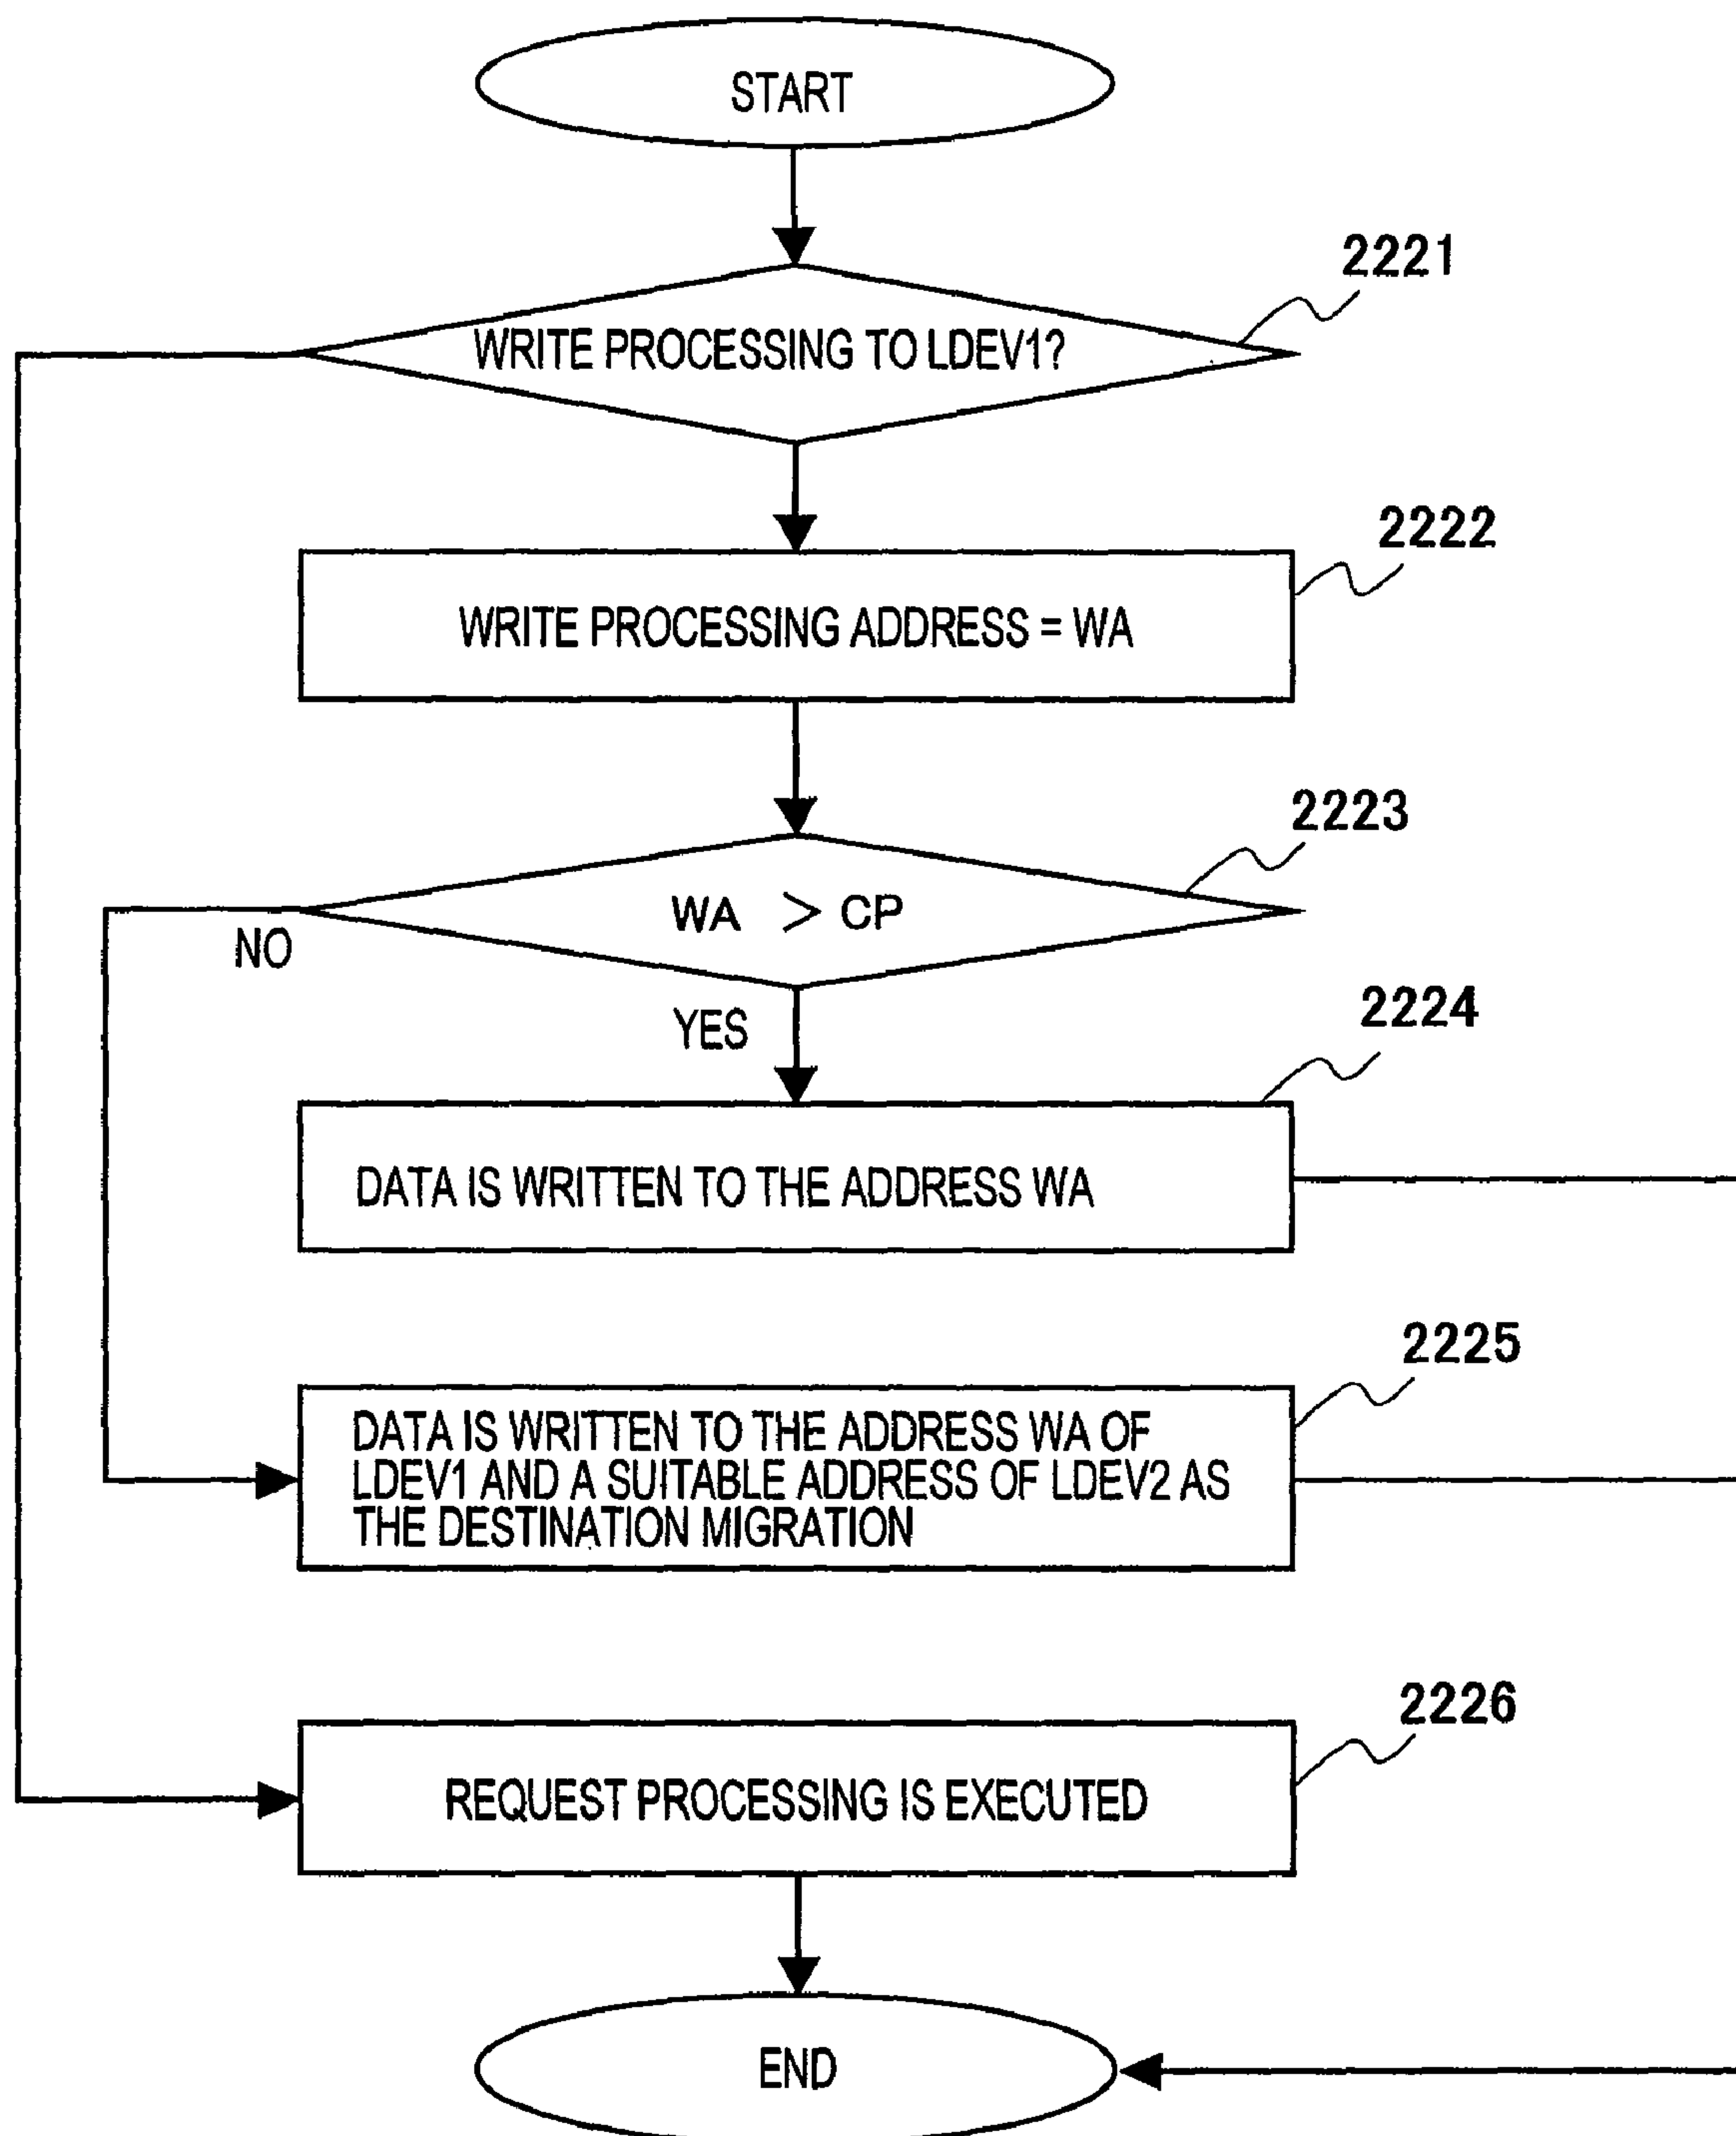 START
2221
WRITE PROCESSING TO LDEV1?
2222
WRITE PROCESSING ADDRESS = WA
2223
WA > CP
NO
YES
2224
DATA IS WRITTEN TO THE ADDRESS WA
2225
DATA IS WRITTEN TO THE ADDRESS WA OF
LDEV1 AND A SUITABLE ADDRESS OF LDEV2 AS
THE DESTINATION MIGRATION
2226
REQUEST PROCESSING IS EXECUTED
END